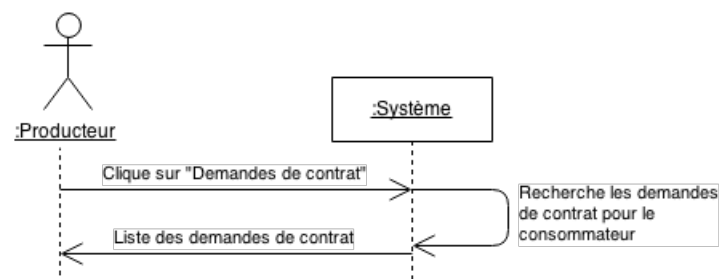 :Système
:Producteur
Clique sur "Demandes de contrat"
Recherche les demandes
de contrat pour le
consommateur
Liste des demandes de contrat